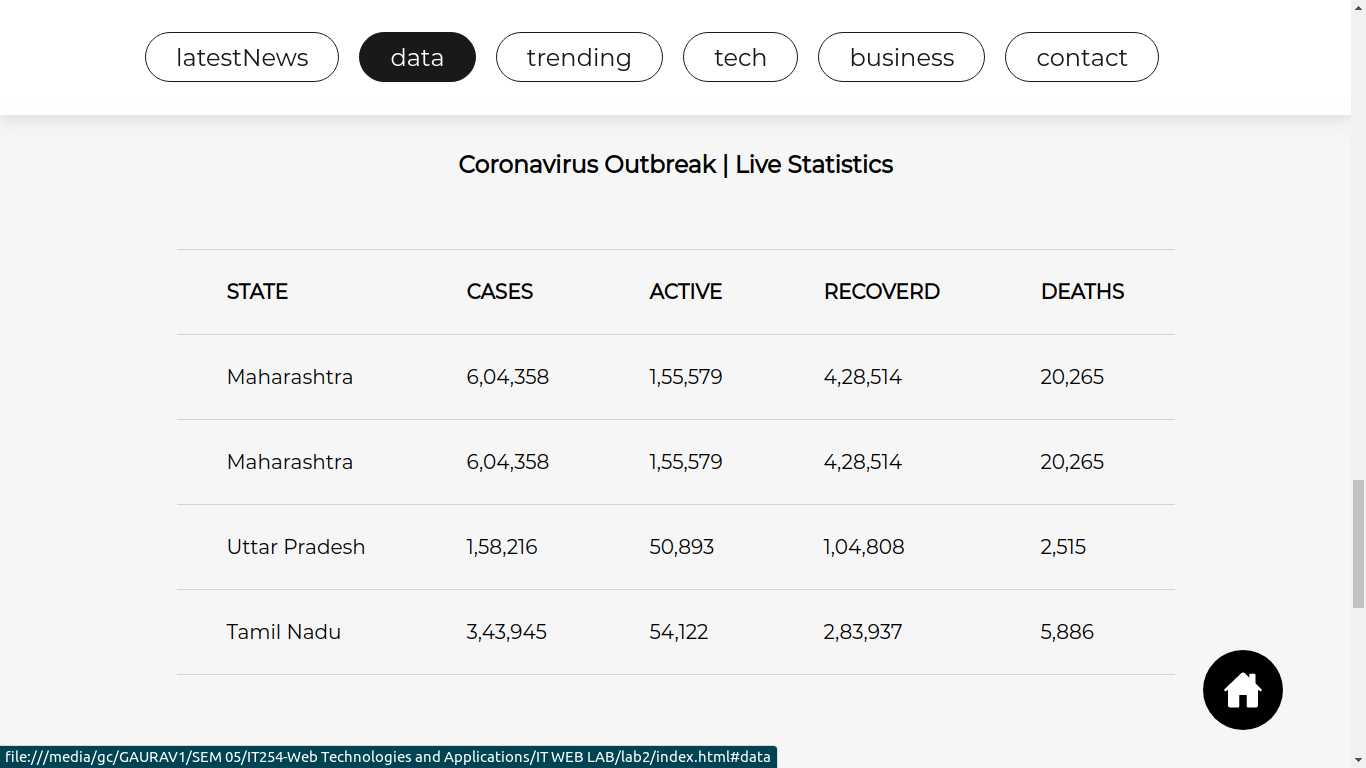 latestNews data trending tech business contact
Coronavirus Outbreak | Live Statistics
STATE CASES ACTIVE RECOVERD DEATHS
Maharashtra 6,04,358 1,55,579 4,28,514 20,265
Maharashtra 6,04,358 1,55,579 4,28,514 20,265
Uttar Pradesh 1,58,216 50,893 1,04,808 2,515
Tamil Nadu 3,43,945 54,122 2,83,937 5,886
file:///media/gc/GAURAV1/SEM 05/IT254-Web Technologies and Applications/IT WEB LAB/lab2/index.html#data